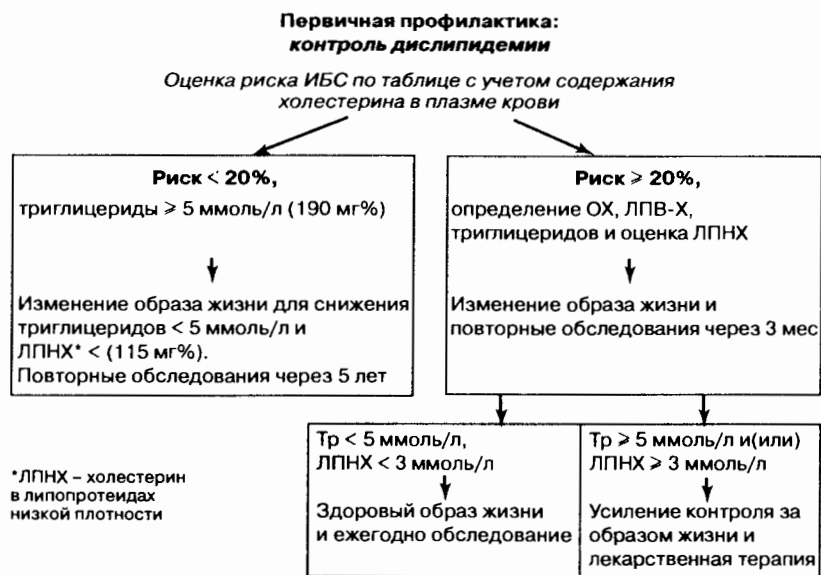 Первичная профилактика:
контроль дислипидемии
Оценка риска ИБС по таблице с учетом содержания
холестерина в плазме крови
Риск < 20%,
триглицериды ⩾ 5 ммоль/л (190 мг%)
Изменение образа жизни для снижения
триглицеридов < 5 ммоль/л и
ЛПНХ* < (115 мг%).
Повторные обследования через 5 лет
Риск ⩾ 20%,
определение ОХ, ЛПВ-Х,
триглицеридов и оценка ЛПНХ
Изменение образа жизни и
повторные обследования через 3 мес
Тр < 5 ммоль/л,
ЛПНХ < 3 ммоль/л
Здоровый образ жизни
и ежегодно обследование
Тр ⩾ 5 ммоль/л и(или)
ЛПНХ ⩾ 3 ммоль/л
Усиление контроля за
образом жизни и
лекарственная терапия
*ЛПНХ – холестерин
в липопротеидах
низкой плотности